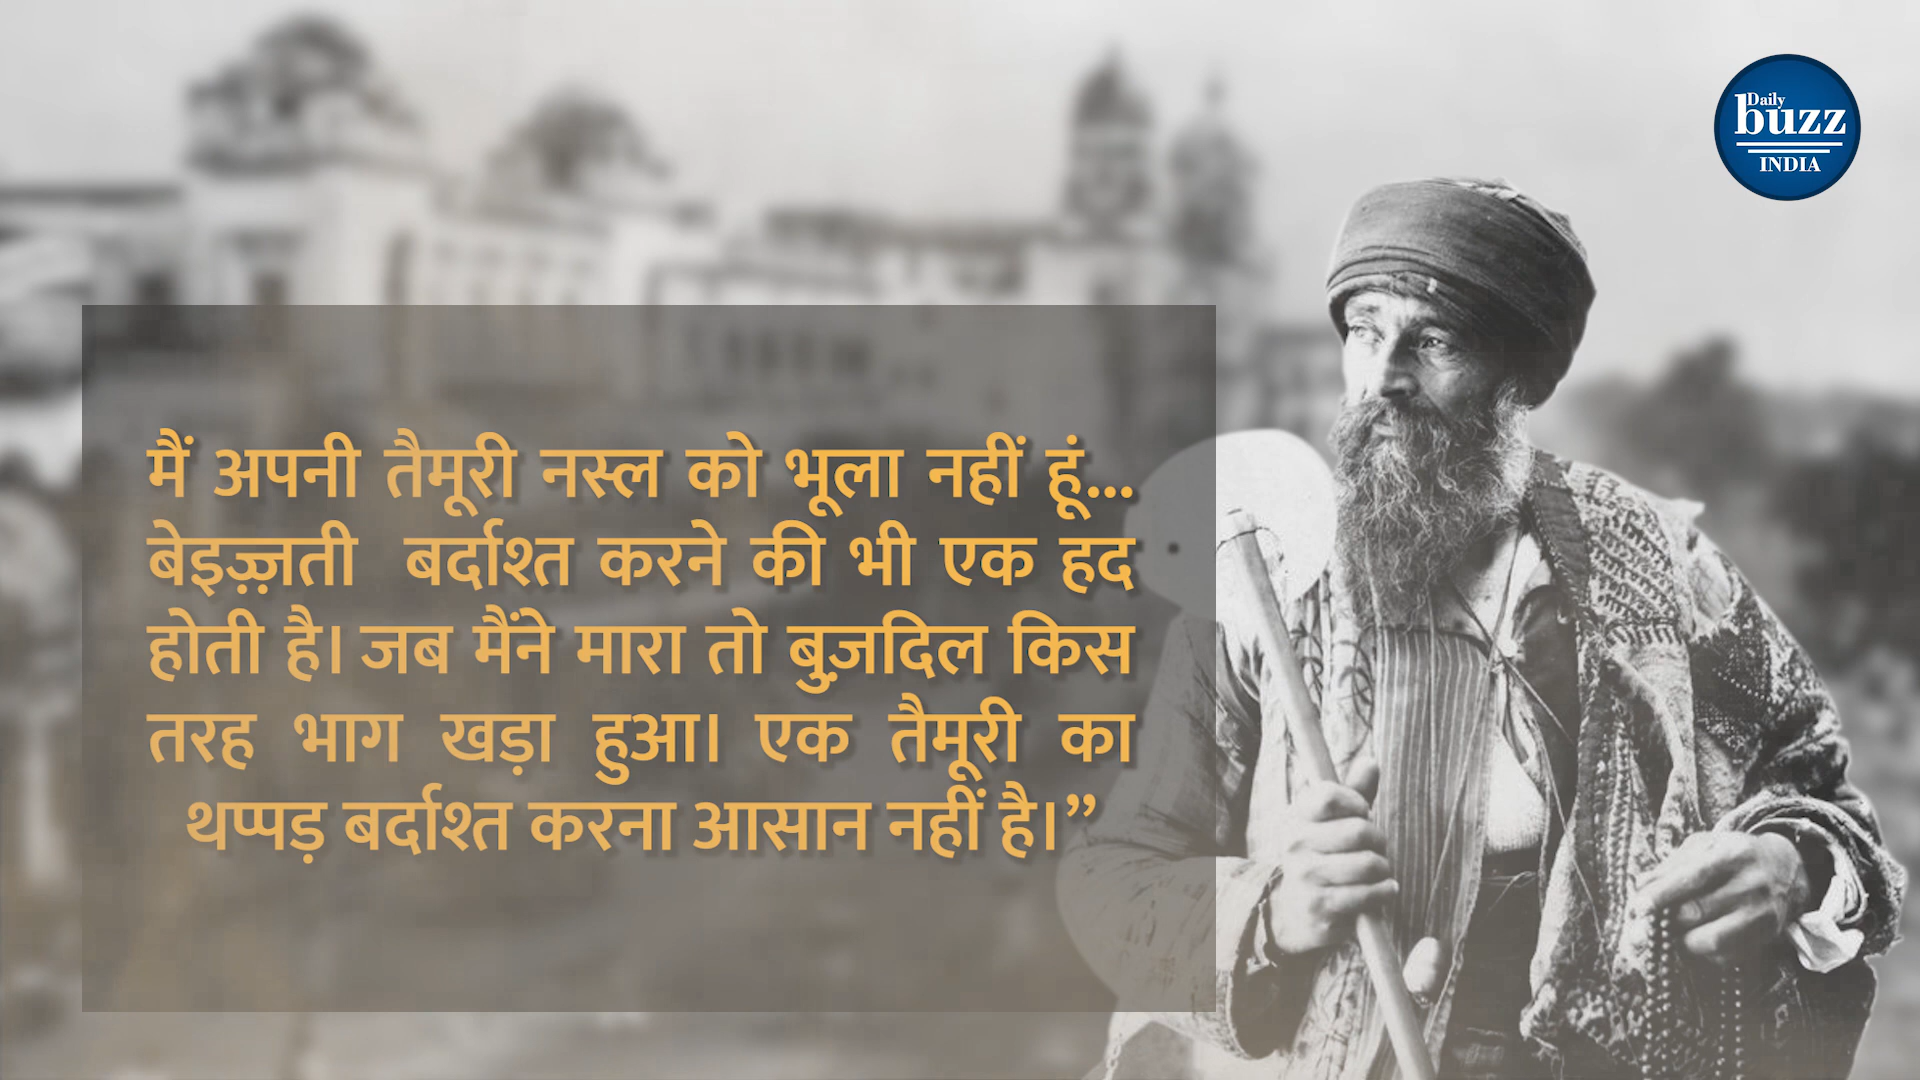 Daily
buzz
INDIA
मैं अपनी तैमूरी नस्ल को भूला नहीं हूं...
बेइज़्ज़ती बर्दाश्त करने की भी एक हद
होती है। जब मैंने मारा तो बुज़दिल किस
तरह भाग खड़ा हुआ। एक तैमूरी का
थप्पड़ बर्दाश्त करना आसान नहीं है।”